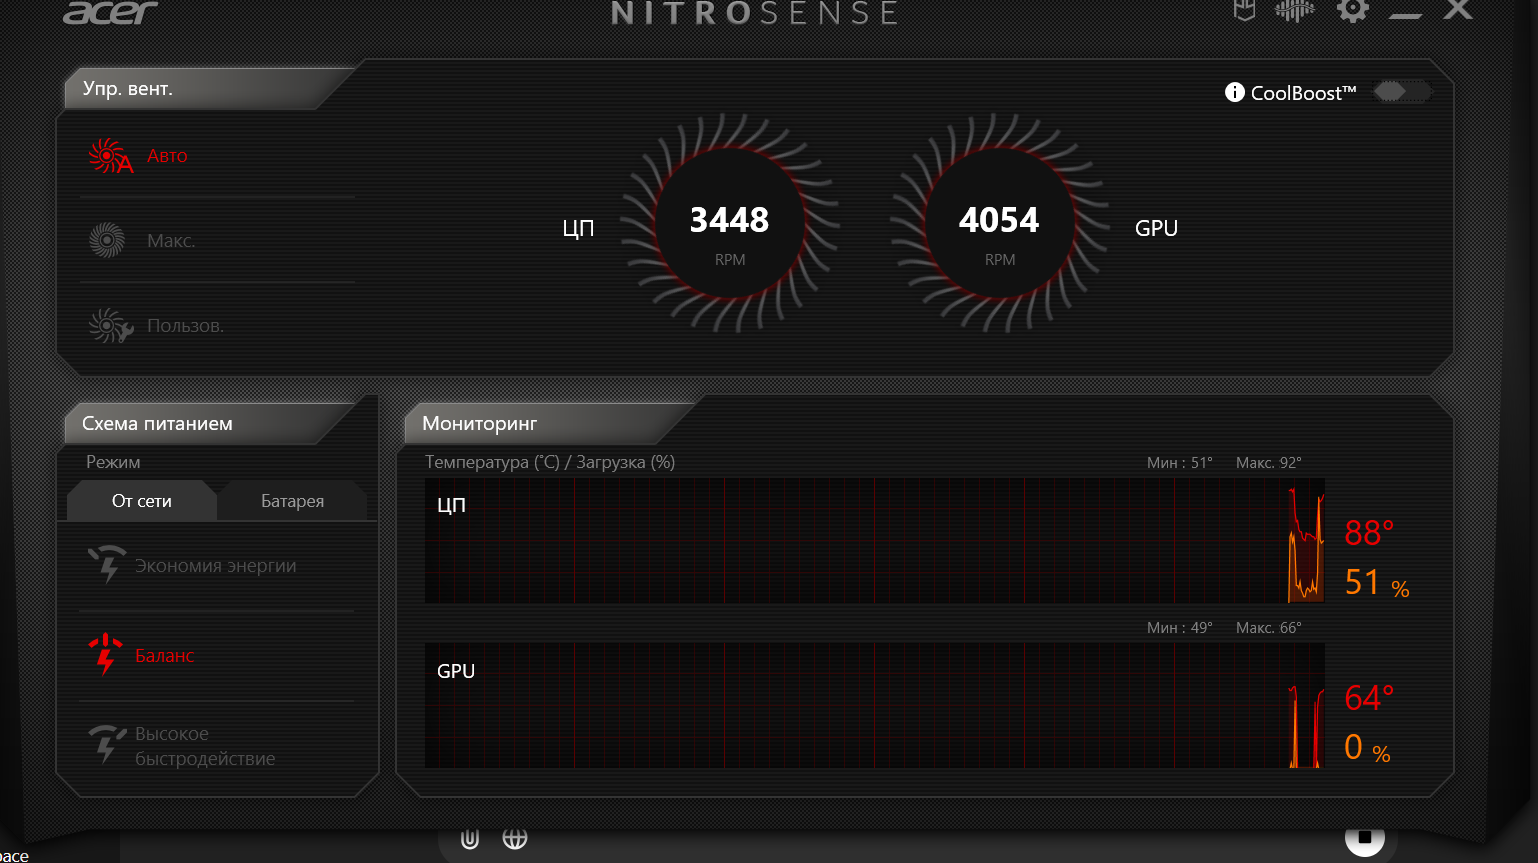 acer
NITROSENSE
Упр. вент.
CoolBoost™
Авто
Макс.
Пользов.
ЦП
3448
RPM
4054
RPM
GPU
Схема питанием
Режим
От сети
Батарея
Экономия энергии
Баланс
Высокое
быстродействие
Мониторинг
Температура (°C) / Загрузка (%)
Мин : 51° Макс. 92°
ЦП
88°
51 %
Мин : 49° Макс. 66°
GPU
64°
0 %
pace